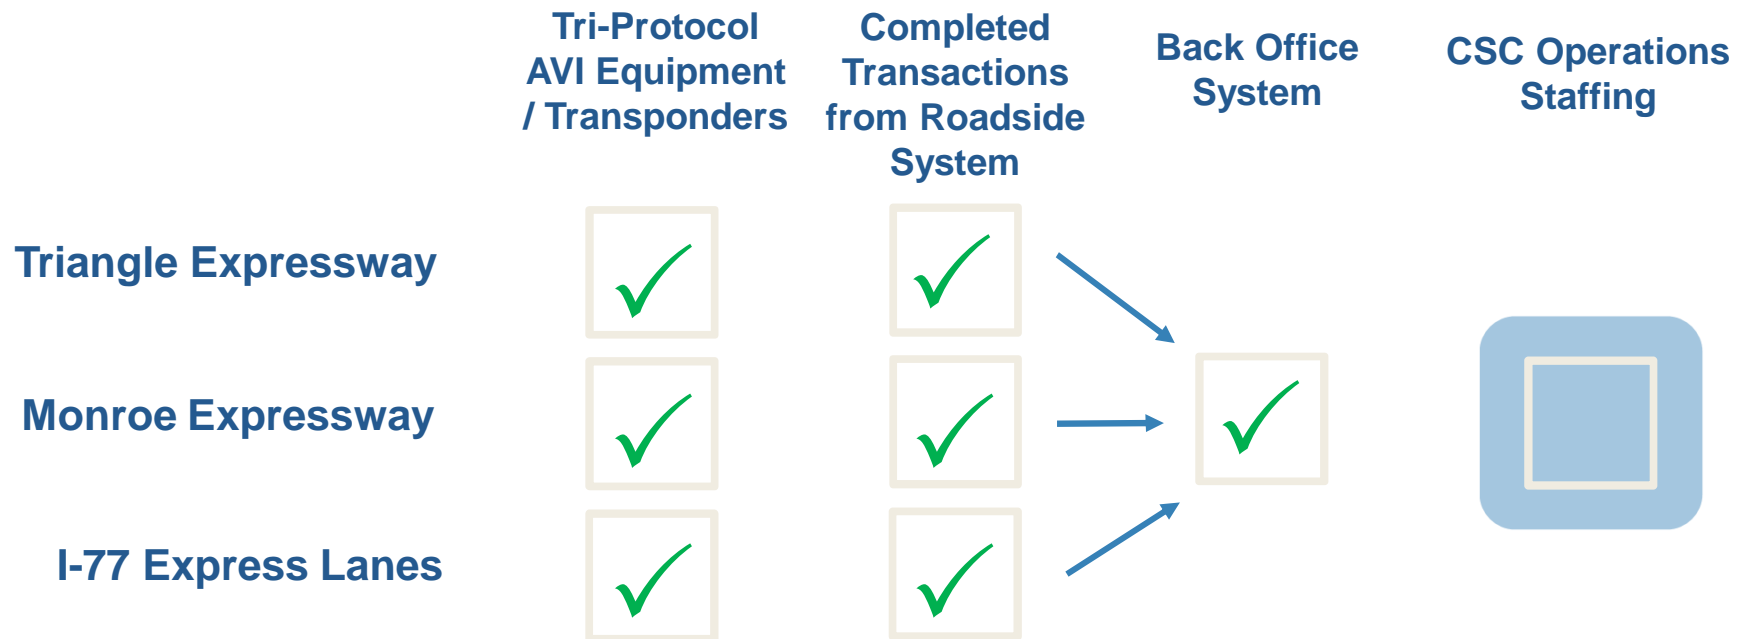 Tri-Protocol
AVI Equipment
/ Transponders
Completed
Transactions
from Roadside
System
Back Office
System
CSC Operations
Staffing
Triangle Expressway
Monroe Expressway
I-77 Express Lanes